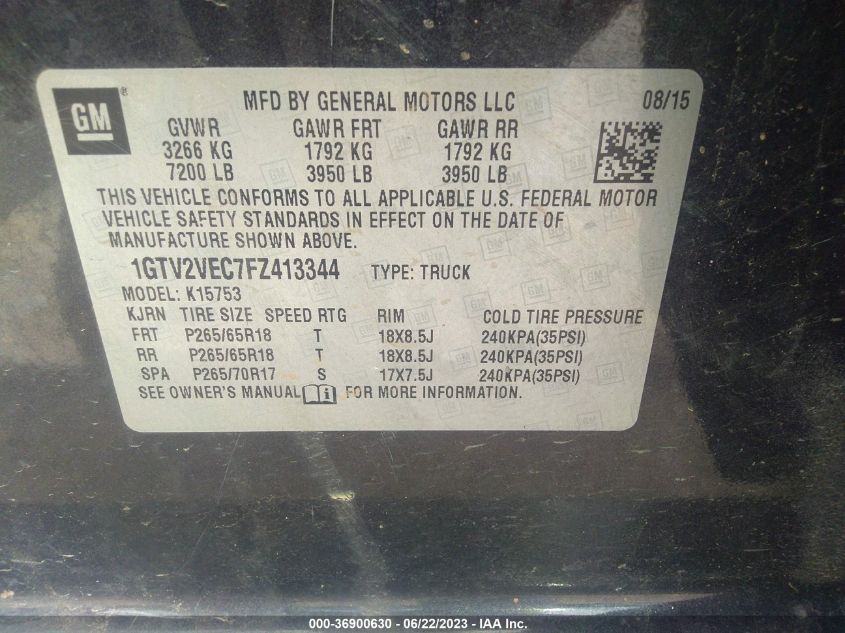 GM®
MFD BY GENERAL MOTORS LLC 08/15
GVWR GAWR FRT GAWR RR
3266 KG 1792 KG 1792 KG
7200 LB 3950 LB 3950 LB
THIS VEHICLE CONFORMS TO ALL APPLICABLE U.S. FEDERAL MOTOR
VEHICLE SAFETY STANDARDS IN EFFECT ON THE DATE OF
MANUFACTURE SHOWN ABOVE.
1GTV2VEC7FZ413344 TYPE: TRUCK
MODEL: K15753
KJRN TIRE SIZE SPEED RTG RIM COLD TIRE PRESSURE
FRT P265/65R18 T 18X8.5J 240KPA(35PSI)
RR P265/65R18 T 18X8.5J 240KPA(35PSI)
SPA P265/70R17 S 17X7.5J 240KPA(35PSI)
SEE OWNER'S MANUAL i FOR MORE INFORMATION.
000-36900630 - 06/22/2023 - IAA Inc.